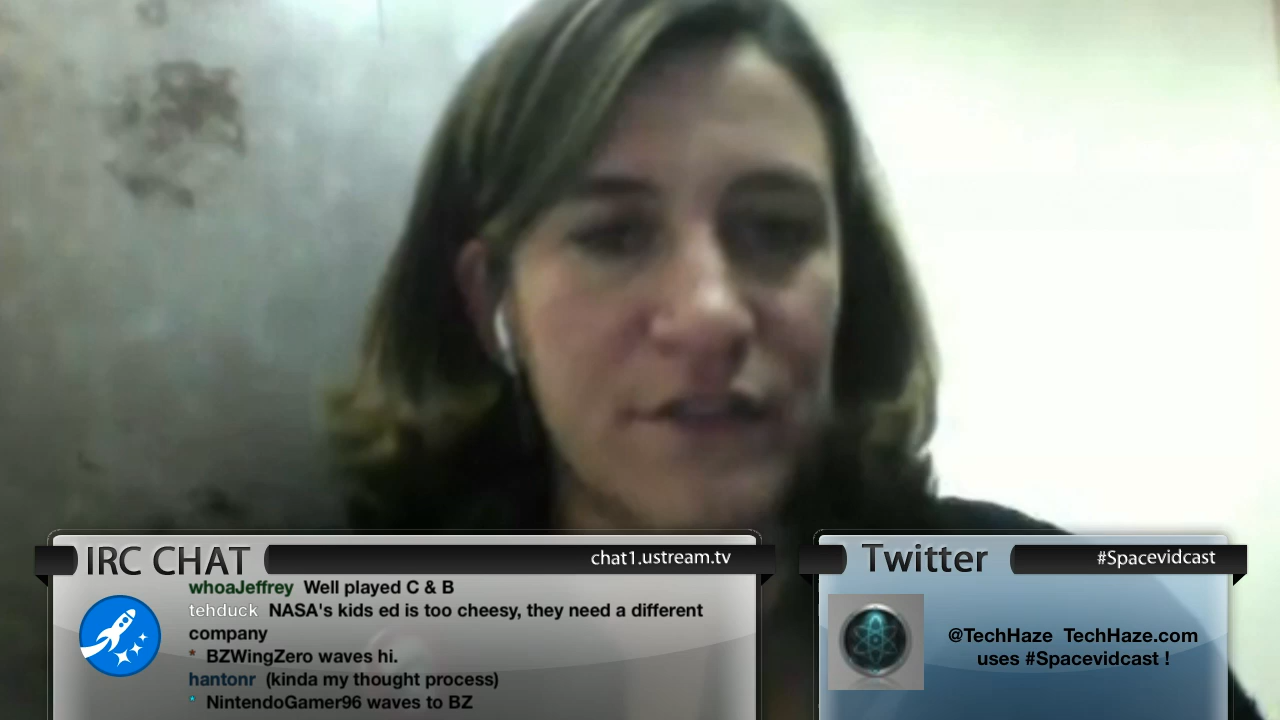 IRC CHAT
chat1.ustream.tv
whoaJeffrey Well played C & B
tehduck NASA's kids ed is too cheesy, they need a different
company
* BZWingZero waves hi.
hantonr (kinda my thought process)
* NintendoGamer96 waves to BZ
Twitter
#Spacevidcast
@TechHaze TechHaze.com
uses #Spacevidcast !